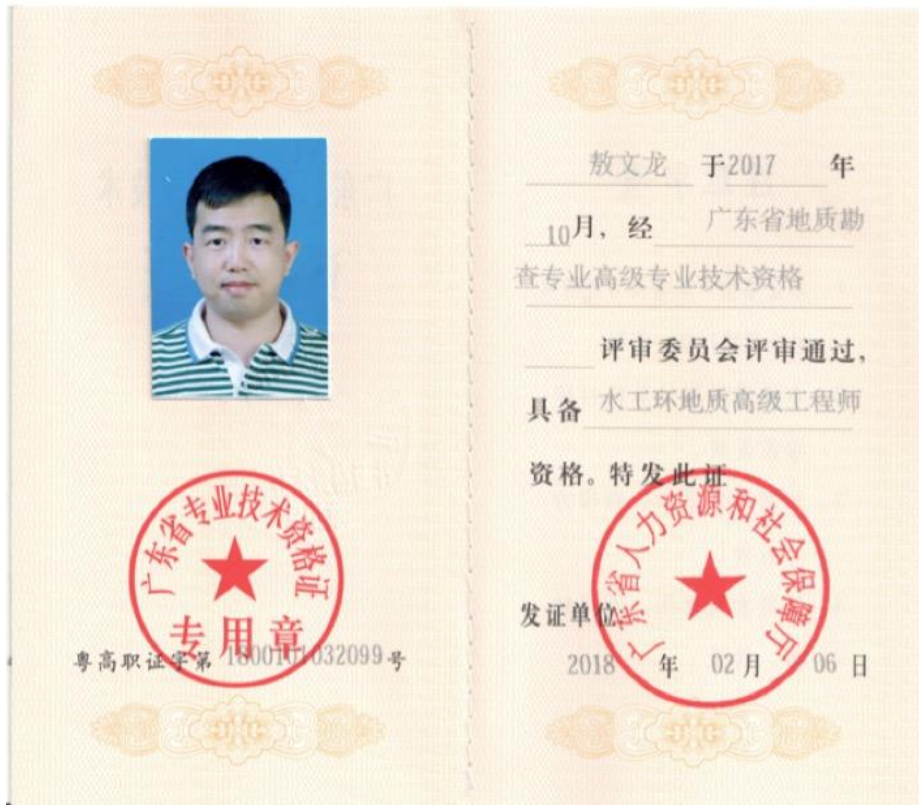 广东省专业技术资格证
专用章
粤高职证字第 1800101032099 号
敖文龙 于2017 年
10月，经 广东省地质勘
查专业高级专业技术资格
评审委员会评审通过，
具备 水工环地质高级工程师
资格。特发此证
广东省人力资源和社会保障厅
发证单位
2018 年 02 月 06 日